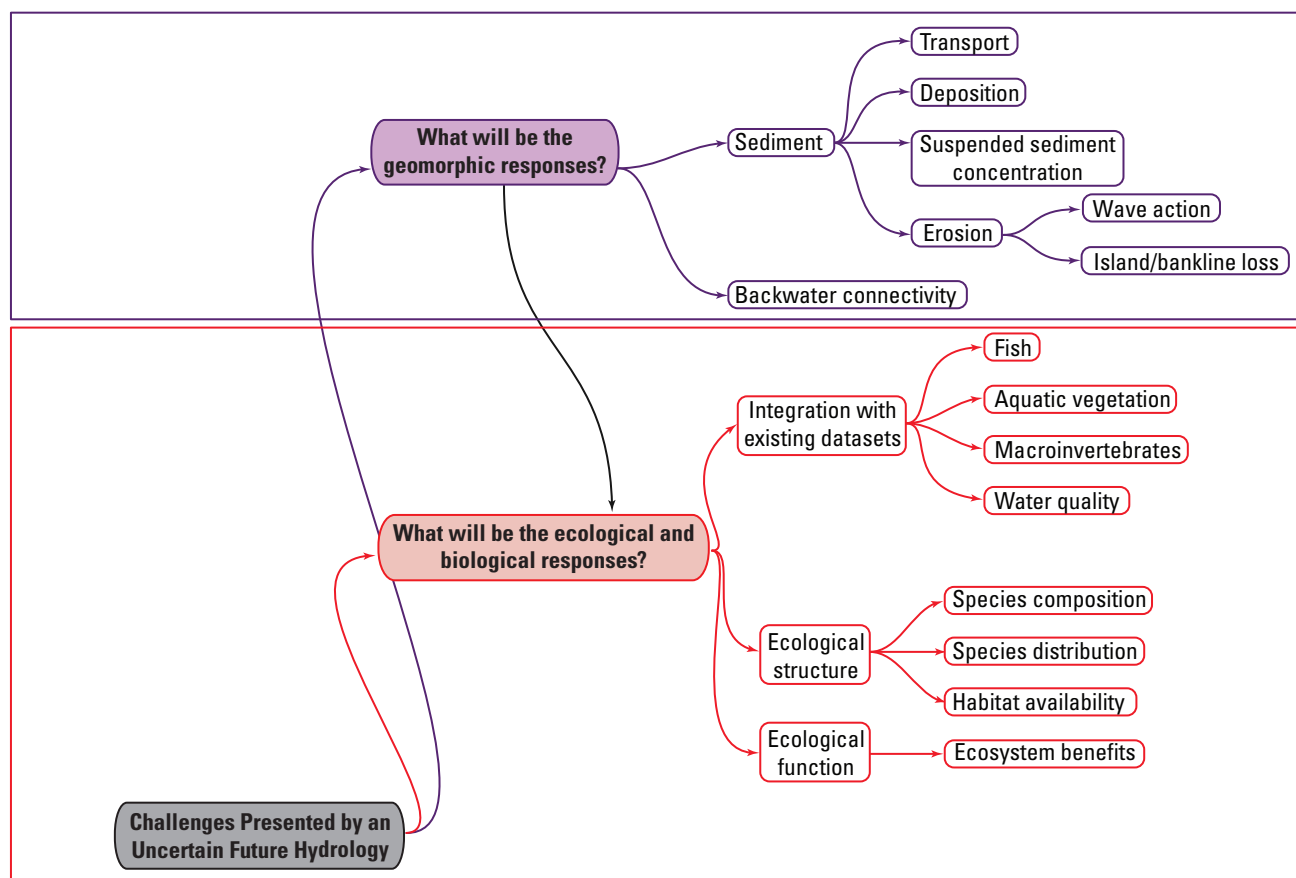 Transport
Deposition
What will be the
geomorphic responses?
Sediment
Suspended sediment
concentration
Wave action
Erosion
Island/bankline loss
Backwater connectivity
Fish
Integration with
existing datasets
Aquatic vegetation
Macroinvertebrates
Water quality
What will be the ecological and
biological responses?
Species composition
Ecological
structure
Species distribution
Habitat availability
Ecological
function
Ecosystem benefits
Challenges Presented by an
Uncertain Future Hydrology